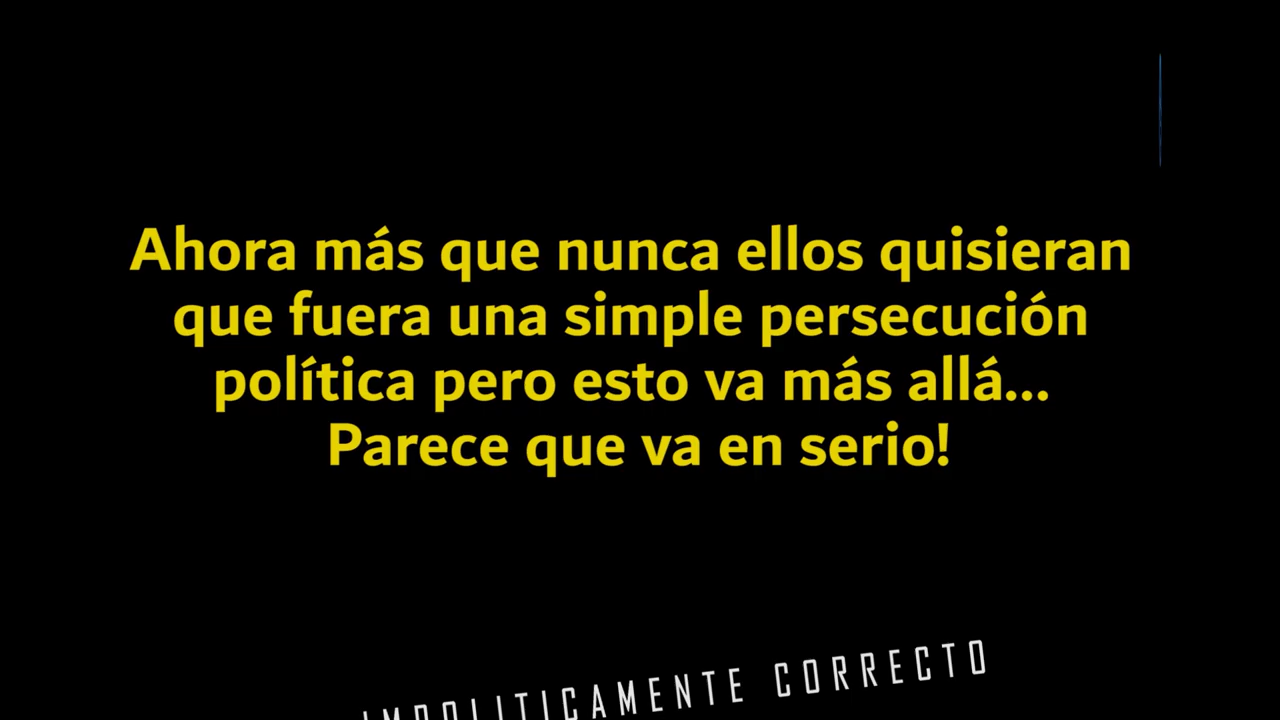 Ahora más que nunca ellos quisieran
que fuera una simple persecución
política pero esto va más allá...
Parece que va en serio!
IMPOLITICAMENTE CORRECTO